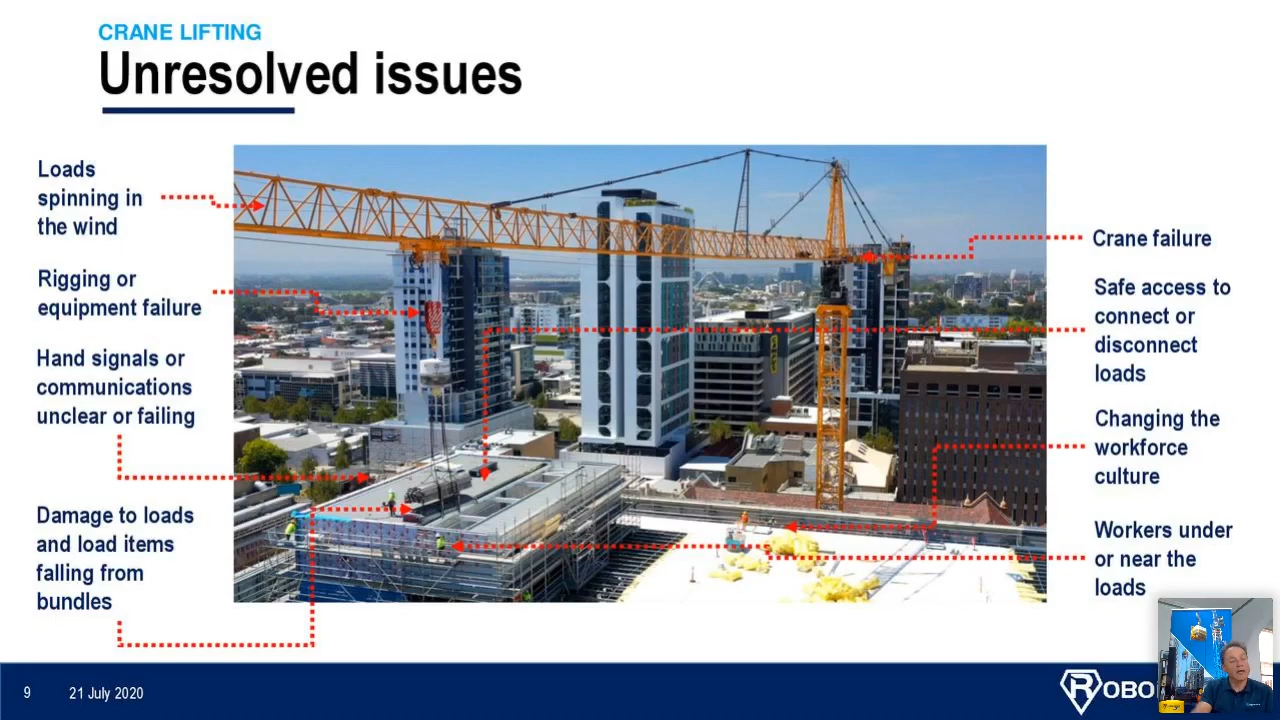 CRANE LIFTING
Unresolved issues
Loads
spinning in
the wind
Rigging or
equipment failure
Hand signals or
communications
unclear or failing
Damage to loads
and load items
falling from
bundles
Crane failure
Safe access to
connect or
disconnect
loads
Changing the
workforce
culture
Workers under
or near the
loads
9
21 July 2020
ROBO